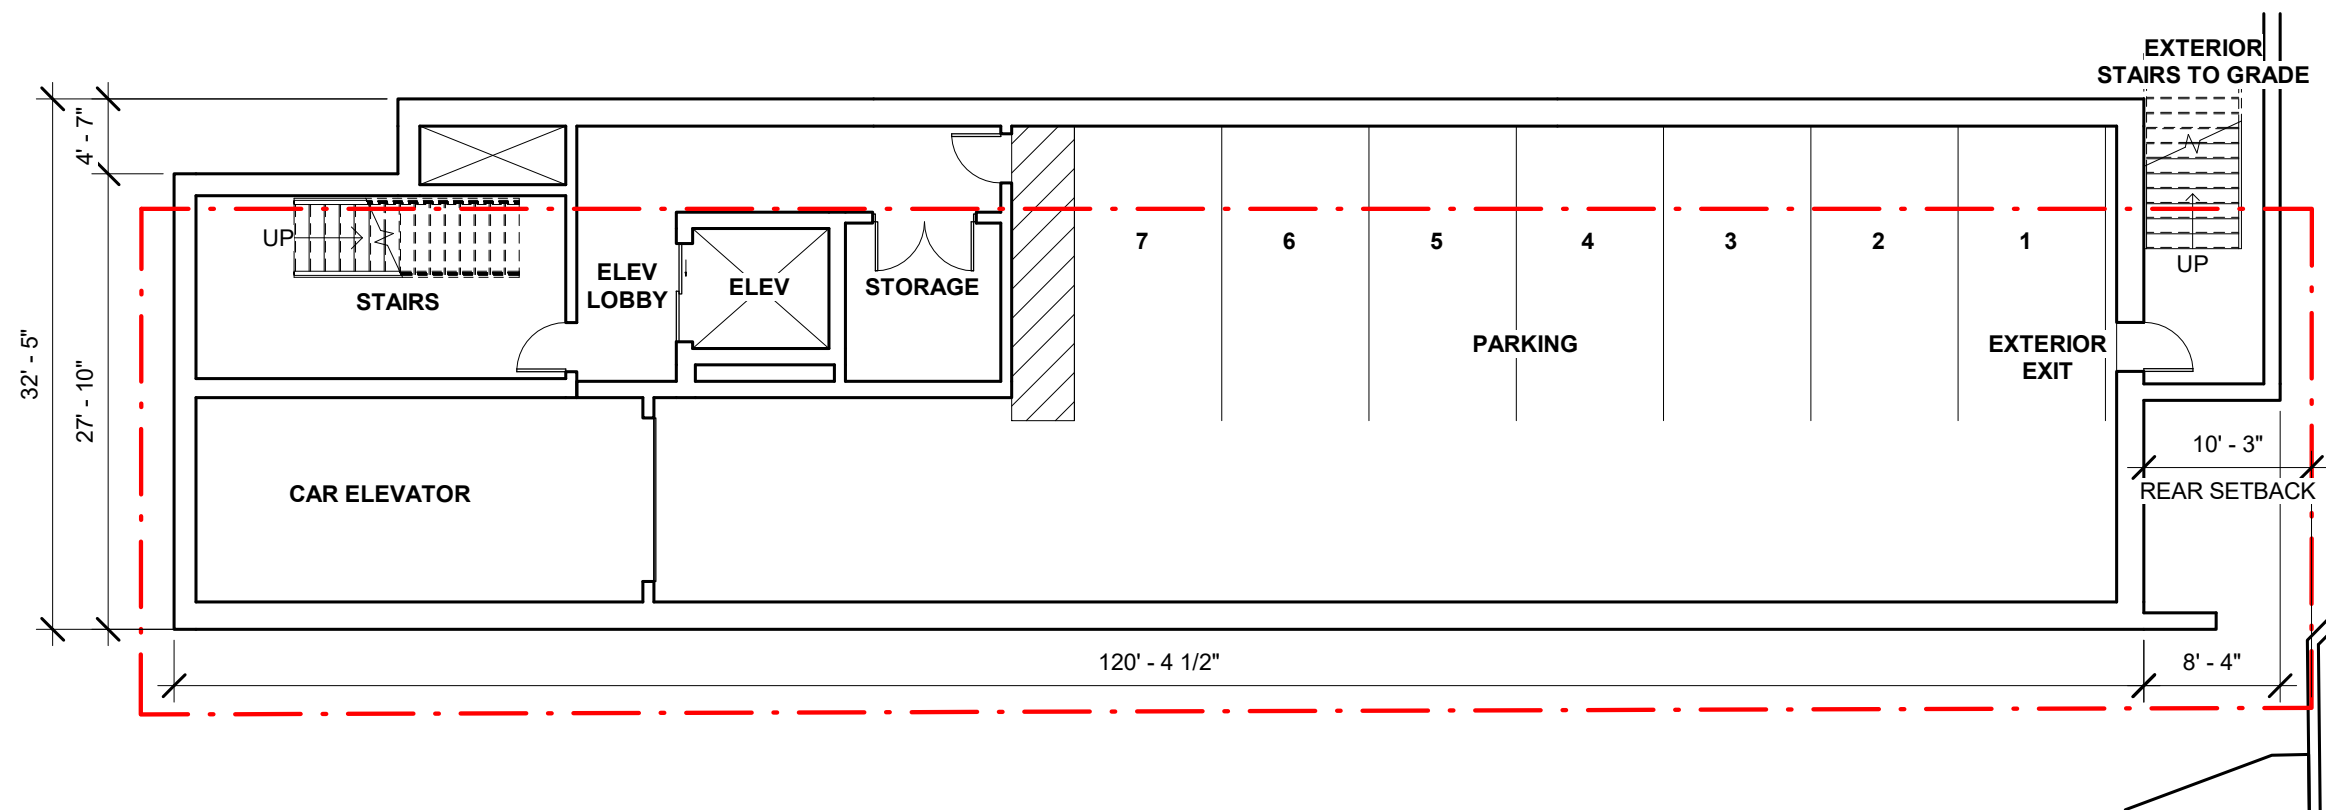 EXTERIOR
STAIRS TO GRADE
4' - 7"
32' - 5"
27' - 10"
UP
STAIRS
ELEV
LOBBY
ELEV
STORAGE
7
6
5
4
3
2
1
UP
PARKING
EXTERIOR
EXIT
CAR ELEVATOR
10' - 3"
REAR SETBACK
120' - 4 1/2"
8' - 4"